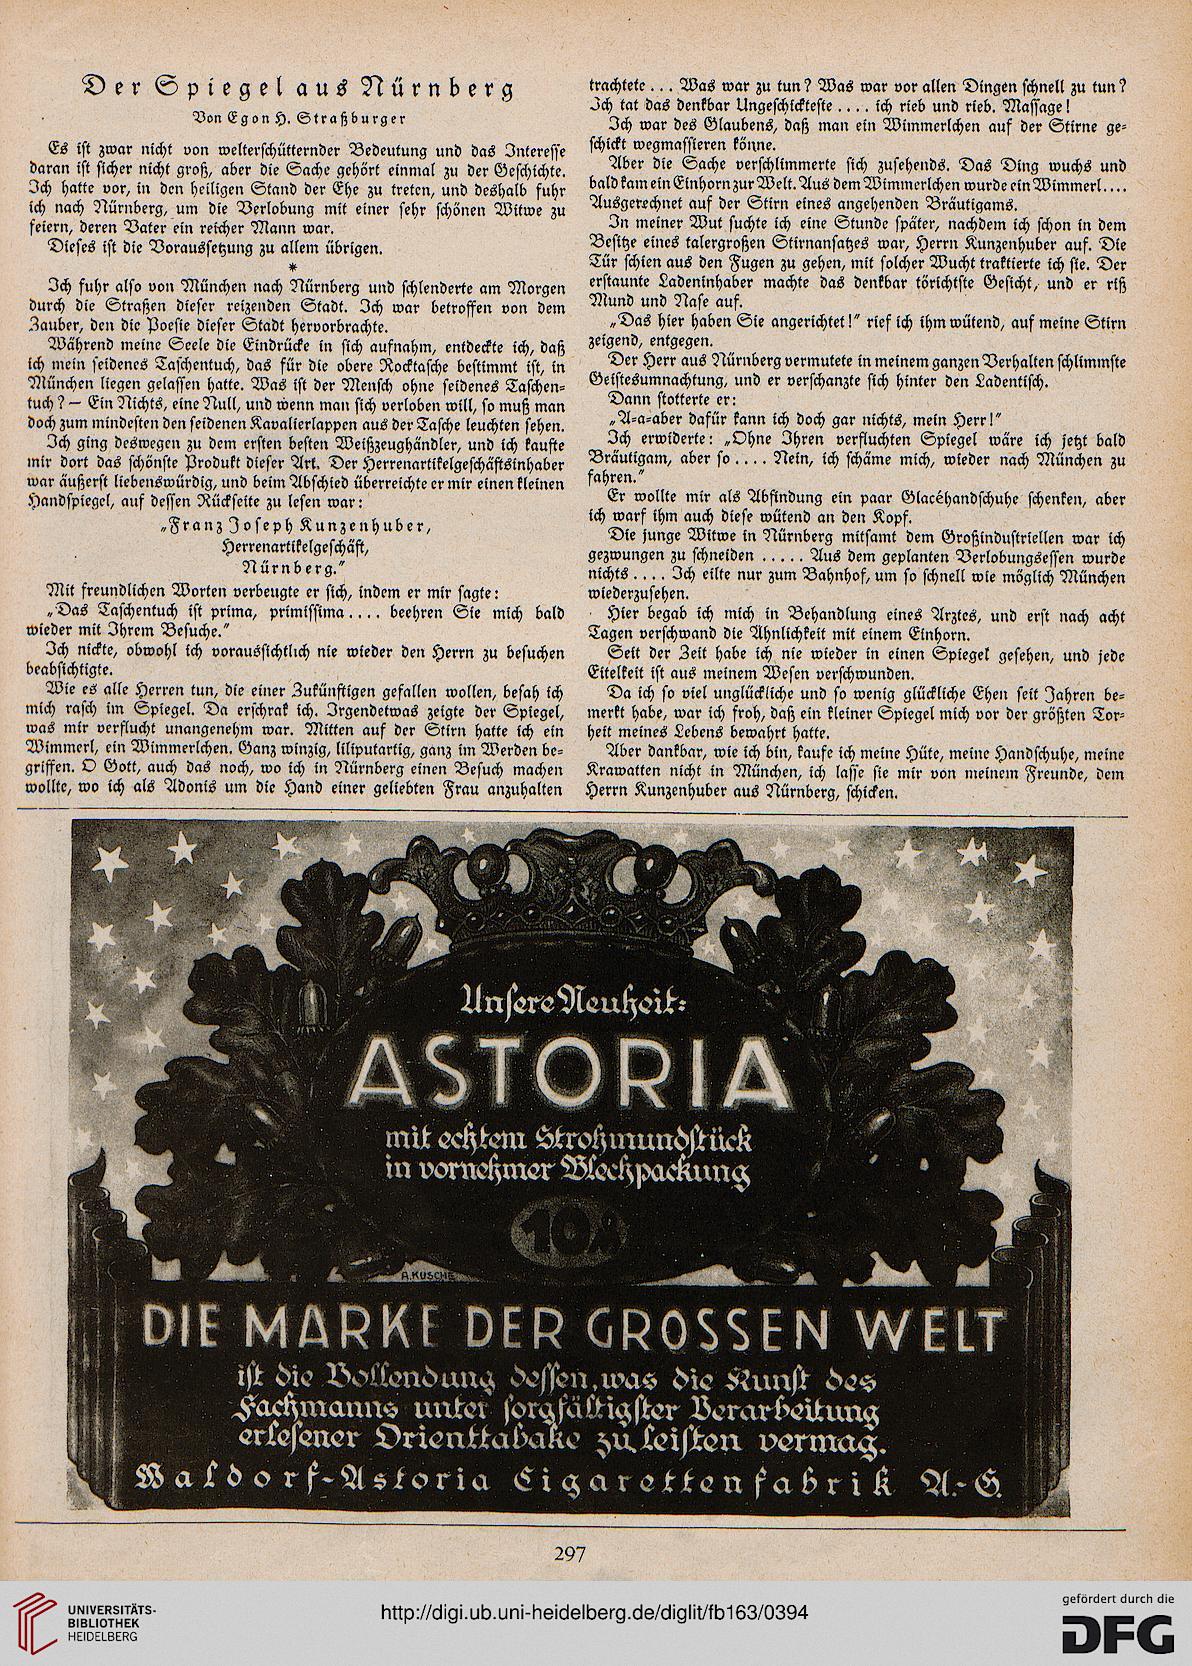 Der Spiegel aus Nürnberg
Von Egon H. Straßburger
Es ist zwar nicht von welterschütternder Bedeutung und das Interesse
daran ist sicher nicht groß, aber die Sache gehört einmal zu der Geschichte.
Ich hatte vor, in den heiligen Stand der Ehe zu treten, und deshalb fuhr
ich nach Nürnberg, um die Verlobung mit einer sehr schönen Witwe zu
feiern, deren Vater ein reicher Mann war.
Dieses ist die Voraussetzung zu allem übrigen.
*
Ich fuhr also von München nach Nürnberg und schlenderte am Morgen
durch die Straßen dieser reizenden Stadt. Ich war betroffen von dem
Zauber, den die Poesie dieser Stadt hervorbrachte.
Während meine Seele die Eindrücke in sich aufnahm, entdeckte ich, daß
ich mein seidenes Taschentuch, das für die obere Rocktasche bestimmt ist, in
München liegen gelassen hatte. Was ist der Mensch ohne seidenes Taschen-
tuch? — Ein Nichts, eine Null, und wenn man sich verloben will, so muß man
doch zum mindesten den seidenen Kavalierlappen aus der Tasche leuchten sehen.
Ich ging deswegen zu dem ersten besten Weißzeughändler, und ich kaufte
mir dort das schönste Produkt dieser Art. Der Herrenartikelgeschäftsinhaber
war äußerst liebenswürdig, und beim Abschied überreichte er mir einen kleinen
Handspiegel, auf dessen Rückseite zu lesen war:
„Franz Joseph Kunzenhuber,
Herrenartikelgeschäft,
Nürnberg.“
Mit freundlichen Worten verbeugte er sich, indem er mir sagte:
„Das Taschentuch ist prima, primissima.... beehren Sie mich bald
wieder mit Ihrem Besuche.“
Ich nickte, obwohl ich voraussichtlich nie wieder den Herrn zu besuchen
beabsichtigte.
Wie es alle Herren tun, die einer Zukünftigen gefallen wollen, besah ich
mich rasch im Spiegel. Da erschrak ich. Irgendetwas zeigte der Spiegel,
was mir verflucht unangenehm war. Mitten auf der Stirn hatte ich ein
Wimmerl, ein Wimmerlchen. Ganz winzig, liliputartig, ganz im Werden be-
griffen. O Gott, auch das noch, wo ich in Nürnberg einen Besuch machen
wollte, wo ich als Adonis um die Hand einer geliebten Frau anzuhalten
trachtete... Was war zu tun? Was war vor allen Dingen schnell zu tun?
Ich tat das denkbar Ungeschickteste.... ich rieb und rieb. Massage!
Ich war des Glaubens, daß man ein Wimmerlchen auf der Stirne ge-
schickt wegmassieren könne.
Aber die Sache verschlimmerte sich zusehends. Das Ding wuchs und
bald kam ein Einhorn zur Welt. Aus dem Wimmerlchen wurde ein Wimmerl....
Ausgerechnet auf der Stirn eines angehenden Bräutigams.
In meiner Wut suchte ich eine Stunde später, nachdem ich schon in dem
Besitze eines talergroßen Stirnansatzes war, Herrn Kunzenhuber auf. Die
Tür schien aus den Fugen zu gehen, mit solcher Wucht traktierte ich sie. Der
erstaunte Ladeninhaber machte das denkbar törichtste Gesicht, und er riß
Mund und Nase auf.
„Das hier haben Sie angerichtet!“ rief ich ihm wütend, auf meine Stirn
zeigend, entgegen.
Der Herr aus Nürnberg vermutete in meinem ganzen Verhalten schlimmste
Geistesumnachtung, und er verschanzte sich hinter den Ladentisch.
Dann stotterte er:
„A-a-aber dafür kann ich doch gar nichts, mein Herr!“
Ich erwiderte: „Ohne Ihren verfluchten Spiegel wäre ich jetzt bald
Bräutigam, aber so.... Nein, ich schäme mich, wieder nach München zu
fahren.“
Er wollte mir als Abfindung ein paar Glacéhandschuhe schenken, aber
ich warf ihm auch diese wütend an den Kopf.
Die junge Witwe in Nürnberg mitsamt dem Großindustriellen war ich
gezwungen zu schneiden..... Aus dem geplanten Verlobungsessen wurde
nichts.... Ich eilte nur zum Bahnhof, um so schnell wie möglich München
wiederzusehen.
Hier begab ich mich in Behandlung eines Arztes, und erst nach acht
Tagen verschwand die Ähnlichkeit mit einem Einhorn.
Seit der Zeit habe ich nie wieder in einen Spiegel gesehen, und jede
Eitelkeit ist aus meinem Wesen verschwunden.
Da ich so viel unglückliche und so wenig glückliche Ehen seit Jahren be-
merkt habe, war ich froh, daß ein kleiner Spiegel mich vor der größten Tor-
heit meines Lebens bewahrt hatte.
Aber dankbar, wie ich bin, kaufe ich meine Hüte, meine Handschuhe, meine
Krawatten nicht in München, ich lasse sie mir von meinem Freunde, dem
Herrn Kunzenhuber aus Nürnberg, schicken.
Unsere Neuheit:
ASTORIA
mit echtem Strohmundstück
in vornehmer Blechpackung
10₰
A.KUSCHE
DIE MARKE DER GROSSEN WELT
ist die Vollendung dessen, was die Kunst des
Fachmanns unter sorgfältigster Verarbeitung
erlesener Orienttabake zu leisten vermag.
Waldorf-Astoria Cigarettenfabrik A.-G.
297
UNIVERSITÄTS-
BIBLIOTHEK
HEIDELBERG
http://digi.ub.uni-heidelberg.de/diglit/fb163/0394
gefördert durch die
DFG